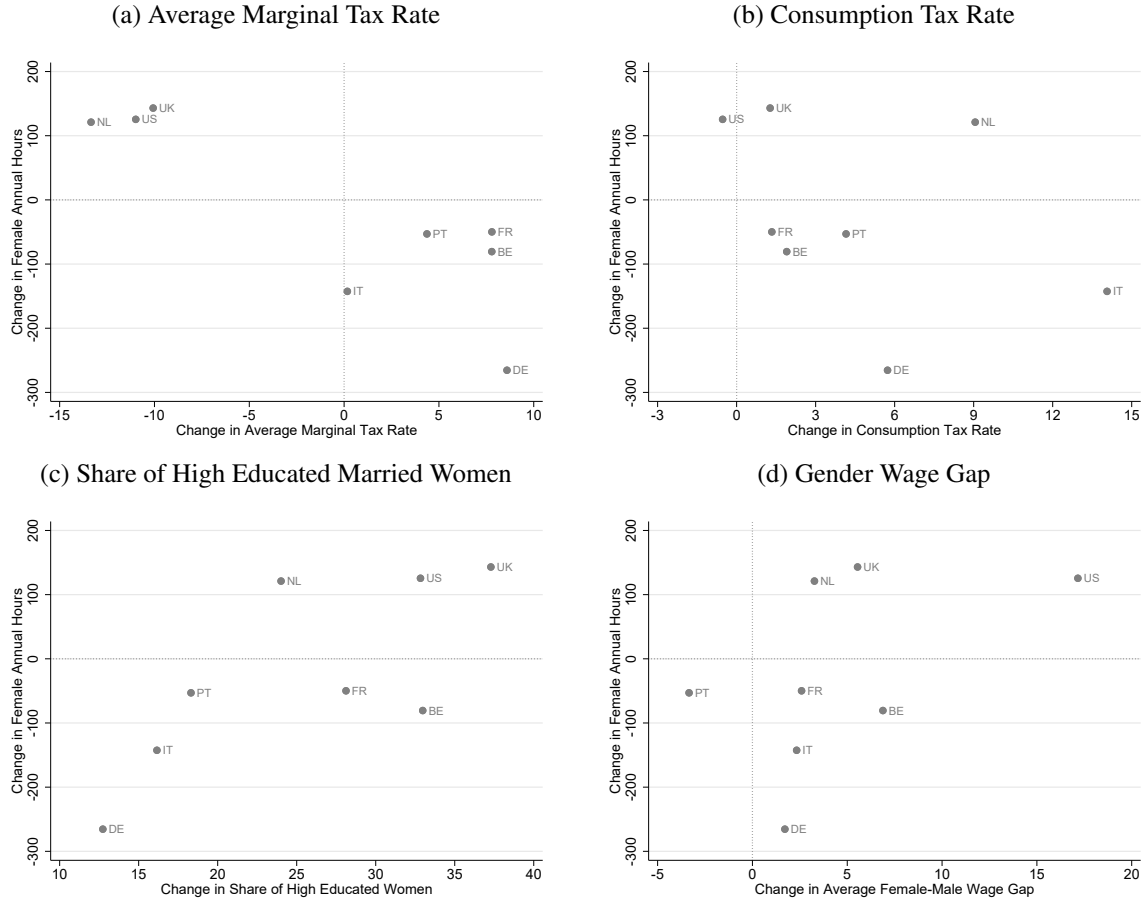 (a) Average Marginal Tax Rate
Change in Female Annual Hours
200
100
0
-100
-200
-300
NL
US
UK
PT
FR
BE
IT
DE
-15
-10
-5
0
5
10
Change in Average Marginal Tax Rate
(b) Consumption Tax Rate
Change in Female Annual Hours
200
100
0
-100
-200
-300
US
UK
NL
FR
PT
BE
IT
DE
-3
0
3
6
9
12
15
Change in Consumption Tax Rate
(c) Share of High Educated Married Women
Change in Female Annual Hours
200
100
0
-100
-200
-300
NL
US
UK
PT
FR
BE
IT
DE
10
15
20
25
30
35
40
Change in Share of High Educated Women
(d) Gender Wage Gap
Change in Female Annual Hours
200
100
0
-100
-200
-300
NL
UK
US
PT
FR
BE
IT
DE
-5
0
5
10
15
20
Change in Average Female-Male Wage Gap